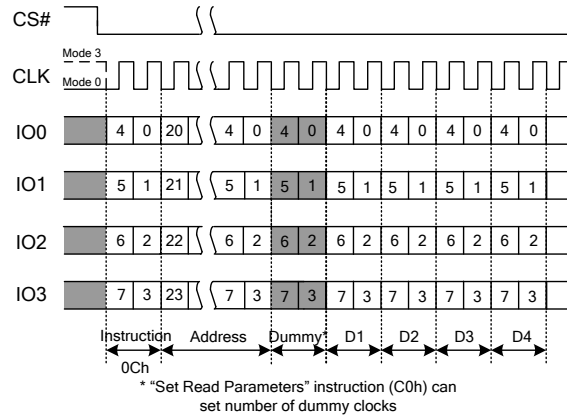 CS#
Mode 3
CLK
Mode 0
IO0 4 0 20 4 0 4 0 4 0 4 0 4 0 4 0
IO1 5 1 21 5 1 5 1 5 1 5 1 5 1 5 1
IO2 6 2 22 6 2 6 2 6 2 6 2 6 2 6 2
IO3 7 3 23 7 3 7 3 7 3 7 3 7 3 7 3
Instruction Address Dummy* D1 D2 D3 D4
0Ch
* “Set Read Parameters” instruction (C0h) can
set number of dummy clocks